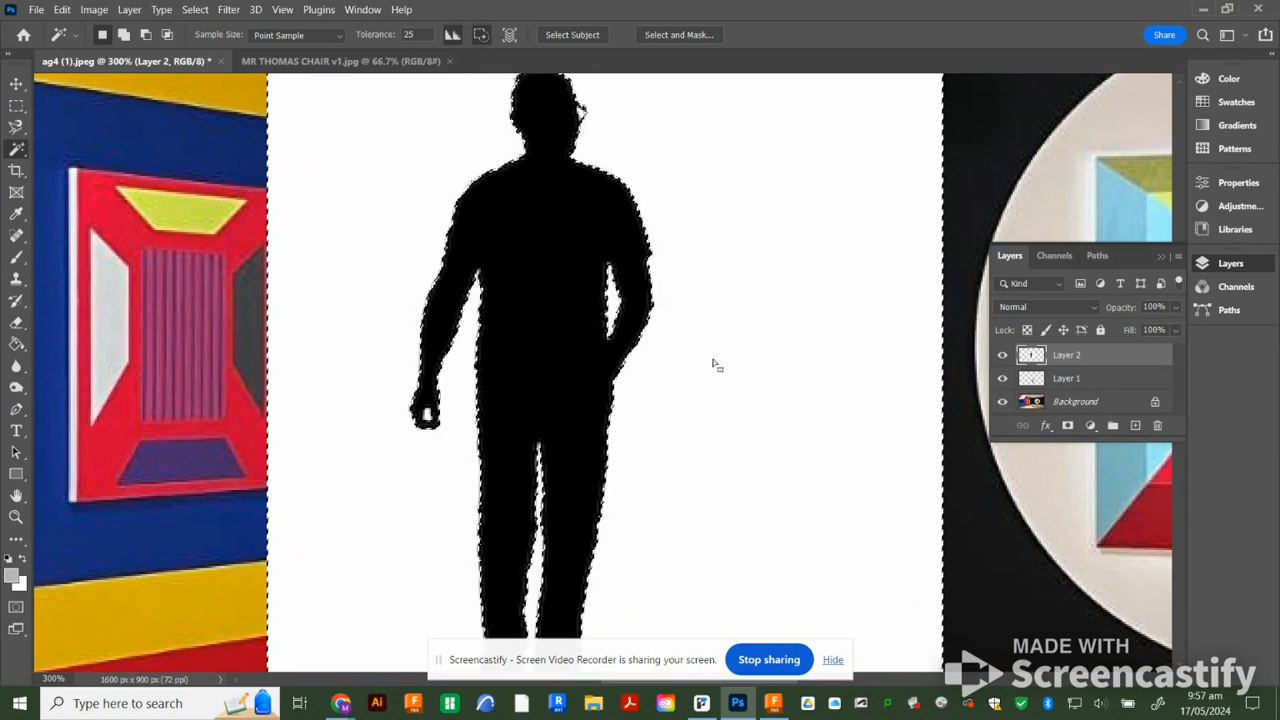 File Edit Image Layer Type Select Filter 3D View Plugins Window Help
Sample Size: Point Sample Tolerance: 25 Select Subject Select and Mask... Share
ag4 (1).jpeg @ 300% (Layer 2, RGB/8) * × MR THOMAS CHAIR v1.jpg @ 66.7% (RGB/8#) ×
Color
Swatches
Gradients
Patterns
Properties
Adjustme...
Libraries
Layers
Channels
Paths
Layers Channels Paths
Kind
Normal Opacity: 100%
Lock: Fill: 100%
Layer 2
Layer 1
Background
fx
MADE WITH
Screencastify
Screencastify - Screen Video Recorder is sharing your screen. Stop sharing Hide
300% 1600 px x 900 px (72 ppi)
Type here to search
9:57 am
17/05/2024